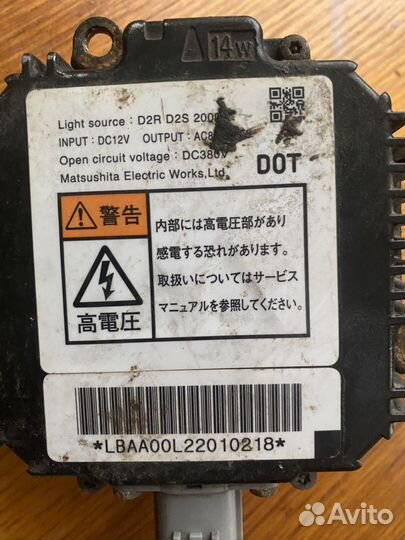 14W
Light source : D2R D2S
INPUT : DC12V OUTPUT :
Open circuit voltage : DC380V
Matsushita Electric Works,Ltd.
DOT
警告
高電圧
内部には高電圧部があり
感電する恐れがあります。
取扱いについてはサービス
マニュアルを参照してください。
*LBAA00L22010218*
Avito